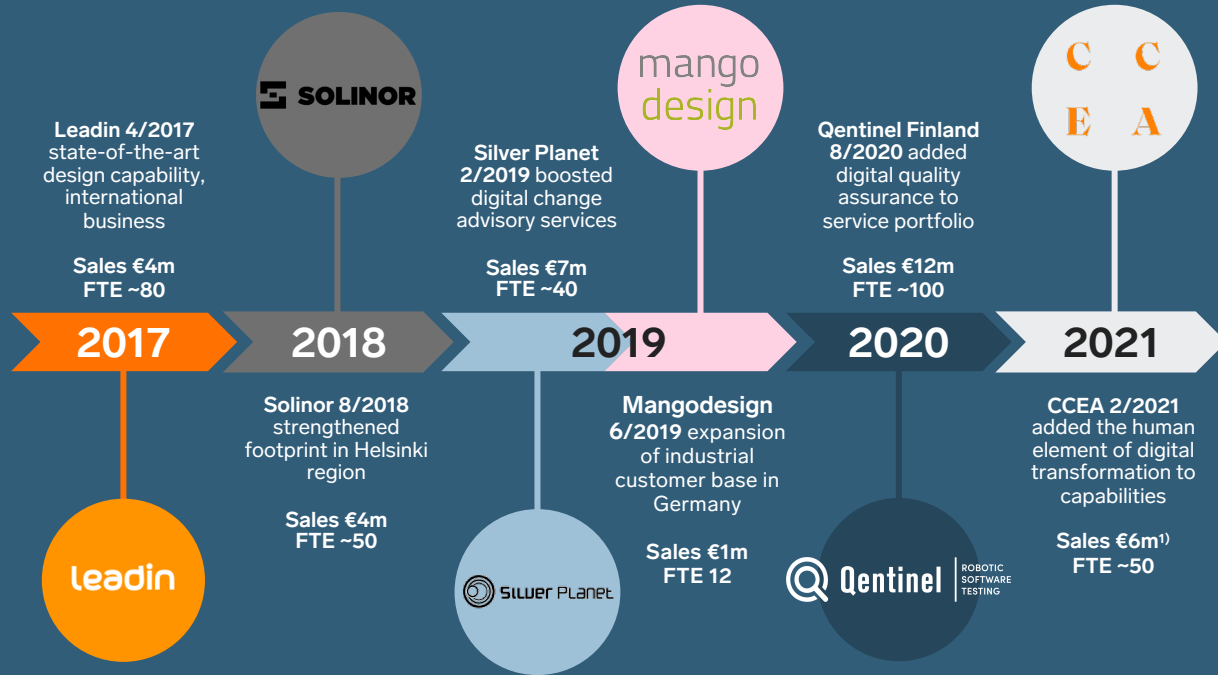 Leadin 4/2017
state-of-the-art
design capability,
international
business
Sales €4m
FTE ~80
2017
leadin
SOLINOR
2018
Solinor 8/2018
strengthened
footprint in Helsinki
region
Sales €4m
FTE ~50
Silver Planet
2/2019 boosted
digital change
advisory services
Sales €7m
FTE ~40
2019
SILVER PLANET
mango
design
Mangodesign
6/2019 expansion
of industrial
customer base in
Germany
Sales €1m
FTE 12
Qentinel Finland
8/2020 added
digital quality
assurance to
service portfolio
Sales €12m
FTE ~100
2020
Qentinel
ROBOTIC
SOFTWARE
TESTING
C C
E A
2021
CCEA 2/2021
added the human
element of digital
transformation to
capabilities
Sales €6m¹⁾
FTE ~50